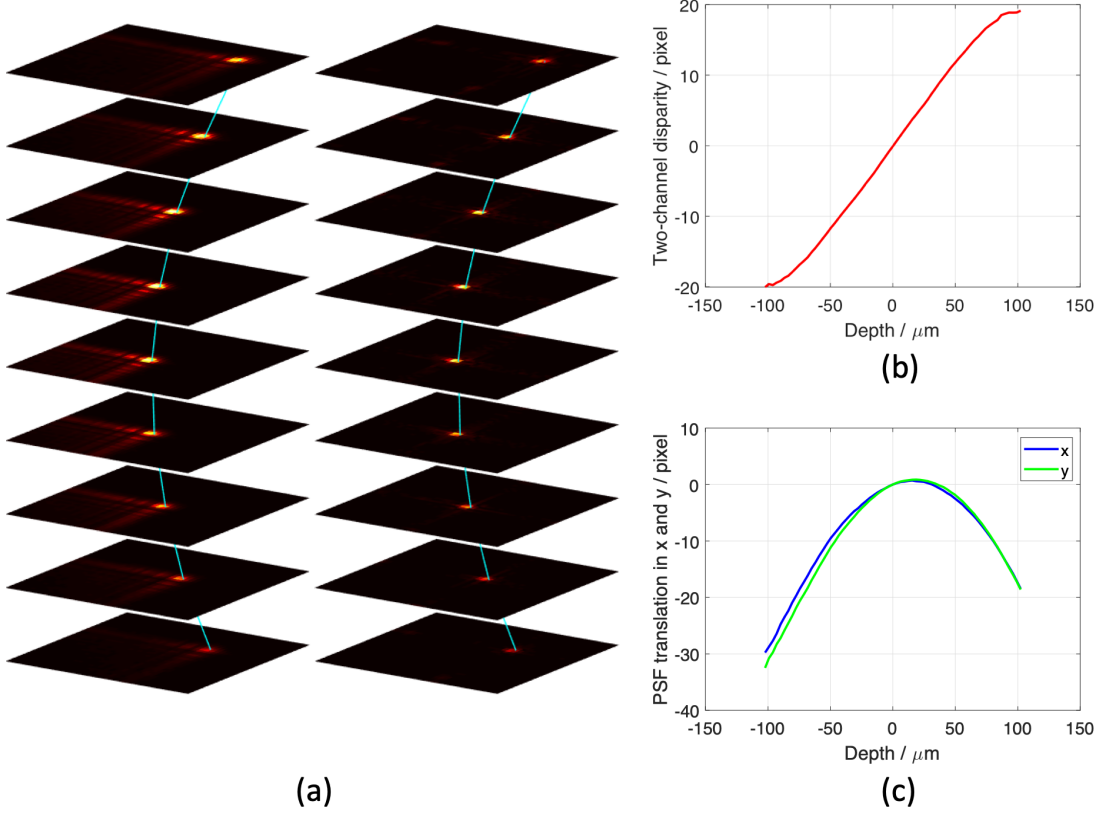 20
10
0
-10
-20
-150
-100
-50
0
50
100
150
Two-channel disparity / pixel
Depth / μm
(b)
10
0
-10
-20
-30
-40
-150
-100
-50
0
50
100
150
PSF translation in x and y / pixel
x
y
Depth / μm
(a)
(c)